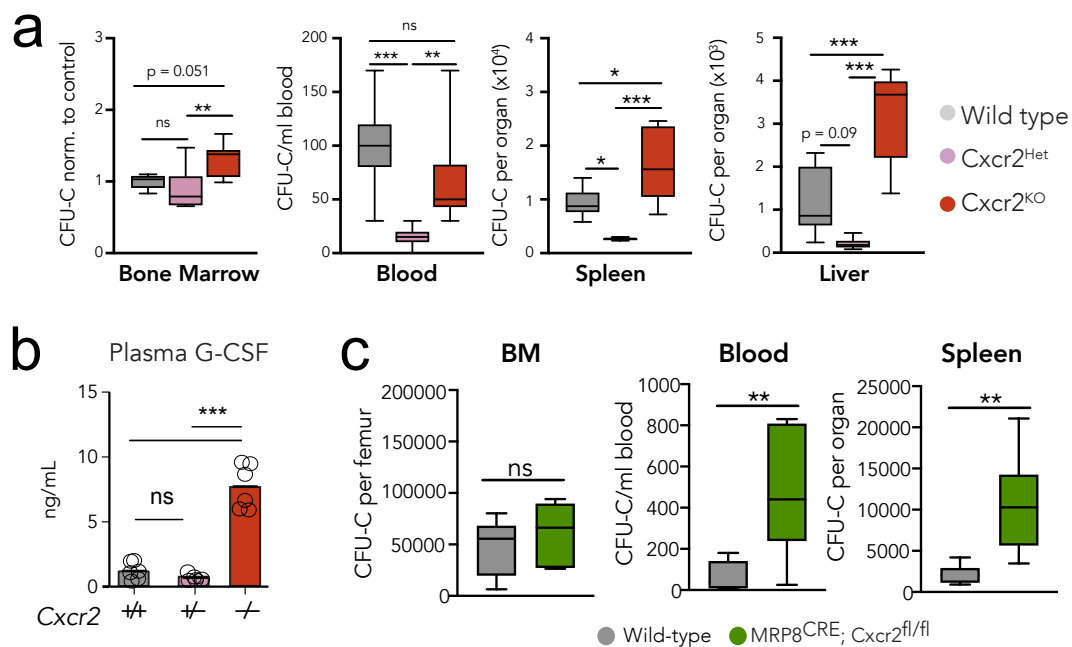 a
CFU-C norm. to control
3
2
1
0
p = 0.051
ns
**
Bone Marrow
CFU-C/ml blood
200
150
100
50
0
ns
***
**
Blood
CFU-C per organ (x10⁴)
4
3
2
1
0
*
***
*
Spleen
CFU-C per organ (x10³)
5
4
3
2
1
0
***
***
p = 0.09
Liver
Wild type
Cxcr2ᴴᵉᵗ
Cxcr2ᴷᴼ
b
Plasma G-CSF
ng/mL
15
10
5
0
***
ns
Cxcr2 +/+ +/- -/-
c
BM
CFU-C per femur
200000
150000
100000
50000
0
ns
Blood
CFU-C/ml blood
1000
800
600
400
200
0
**
Spleen
CFU-C per organ
25000
20000
15000
10000
5000
0
**
Wild-type
MRP8ᶜᴿᴱ; Cxcr2ᶠˡ/ᶠˡ